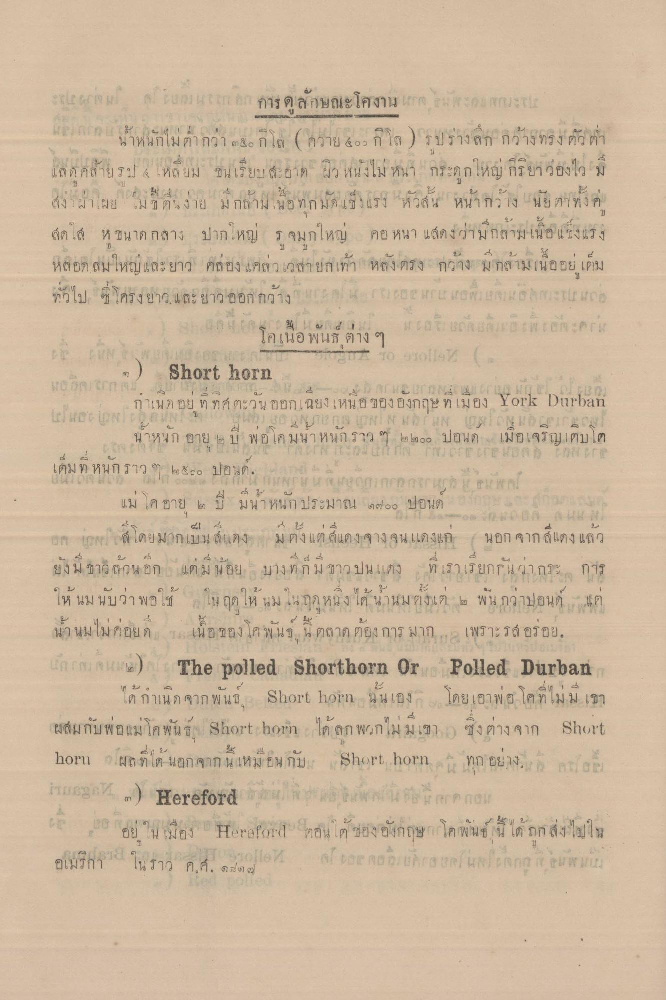 การดูลักษณะโคงาน
น้ำหนักไม่ต่ำกว่า ๓๕๐ กิโล ( ควาย ๔๐๐ กิโล ) รูปร่างลึก กว้างทรงตัวต่ำ
แลดูคล้ายรูป ๔ เหลี่ยม ขนเรียบสะอาด ผิวหนังไม่หนา กระดูกใหญ่ กิริยาว่องไว มี
สง่าผ่าเผย ไม่ขี้ตื่นง่าย มีกล้ามเนื้อทุกมัดแข็งแรง หัวสั้น หน้ากว้าง นัยตาทั้งคู่
สดใส หูขนาดกลาง ปากใหญ่ รูจมูกใหญ่ คอหนา แสดงว่ามีกล้ามเนื้อแข็งแรง
หลอดลมใหญ่และยาว คล่องแคล่วเวลายกเท้า หลังตรง กว้าง มีกล้ามเนื้ออยู่เต็ม
ทั่วไป ซี่โครงยาวและยาวออกกว้าง
โคเนื้อพันธุ์ต่าง ๆ
๑ ) Short horn
กำเนิดอยู่ที่ทิศตะวันออกเฉียงเหนือของอังกฤษที่เมือง York Durban
น้ำหนัก อายุ ๒ ปี พ่อโคมีน้ำหนักราว ๆ ๒๒๐๐ ปอนด์ เมื่อเจริญเติบโต
เต็มที่หนักราว ๆ ๒๕๐๐ ปอนด์.
แม่โคอายุ ๒ ปี มีน้ำหนักประมาณ ๑๗๐๐ ปอนด์
สีโดยมากเป็นสีแดง มีตั้งแต่สีแดงจางจนแดงแก่ นอกจากสีแดงแล้ว
ยังมีขาวล้วนอีก แต่มีน้อย บางทีก็มีขาวปนแดง ที่เราเรียกกันว่ากระ การ
ให้นมนับว่าพอใช้ ในฤดูให้นมในฤดูหนึ่งได้น้ำนมตั้งแต่ ๒ พันกว่าปอนด์ แต่
น้ำนมไม่ค่อยดี เนื้อของโคพันธุ์นี้ตลาดต้องการมาก เพราะรสอร่อย.
๒ ) The polled Shorthorn Or Polled Durban
ได้กำเนิดจากพันธุ์ Short horn นั้นเอง โดยเอาพ่อโคที่ไม่มีเขา
ผสมกับพ่อแม่โคพันธุ์ Short horn ได้ลูกพวกไม่มีเขา ซึ่งต่างจาก Short
horn ผลที่ได้นอกจากนี้เหมือนกับ Short horn ทุกอย่าง.
๓ ) Hereford
อยู่ในเมือง Hereford ตอนใต้ของอังกฤษ โคพันธุ์นี้ได้ถูกส่งไปใน
อเมริกา ในราว ค.ศ. ๑๘๑๗